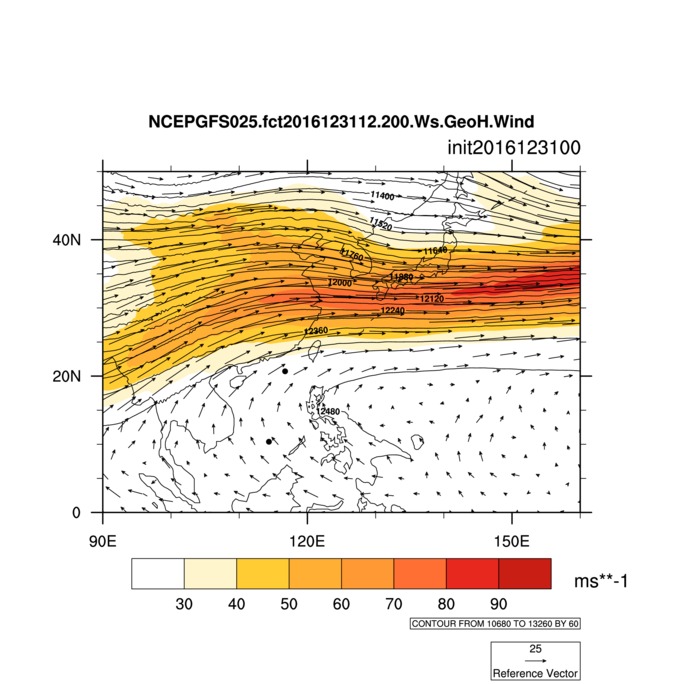 NCEPGFS025.fct2016123112.200.Ws.GeoH.Wind
init2016123100
11400
11520
40N
11640
11760
11880
12000
12120
12240
12360
20N
12480
0
90E 120E 150E
ms**-1
30 40 50 60 70 80 90
CONTOUR FROM 10680 TO 13260 BY 60
25
Reference Vector